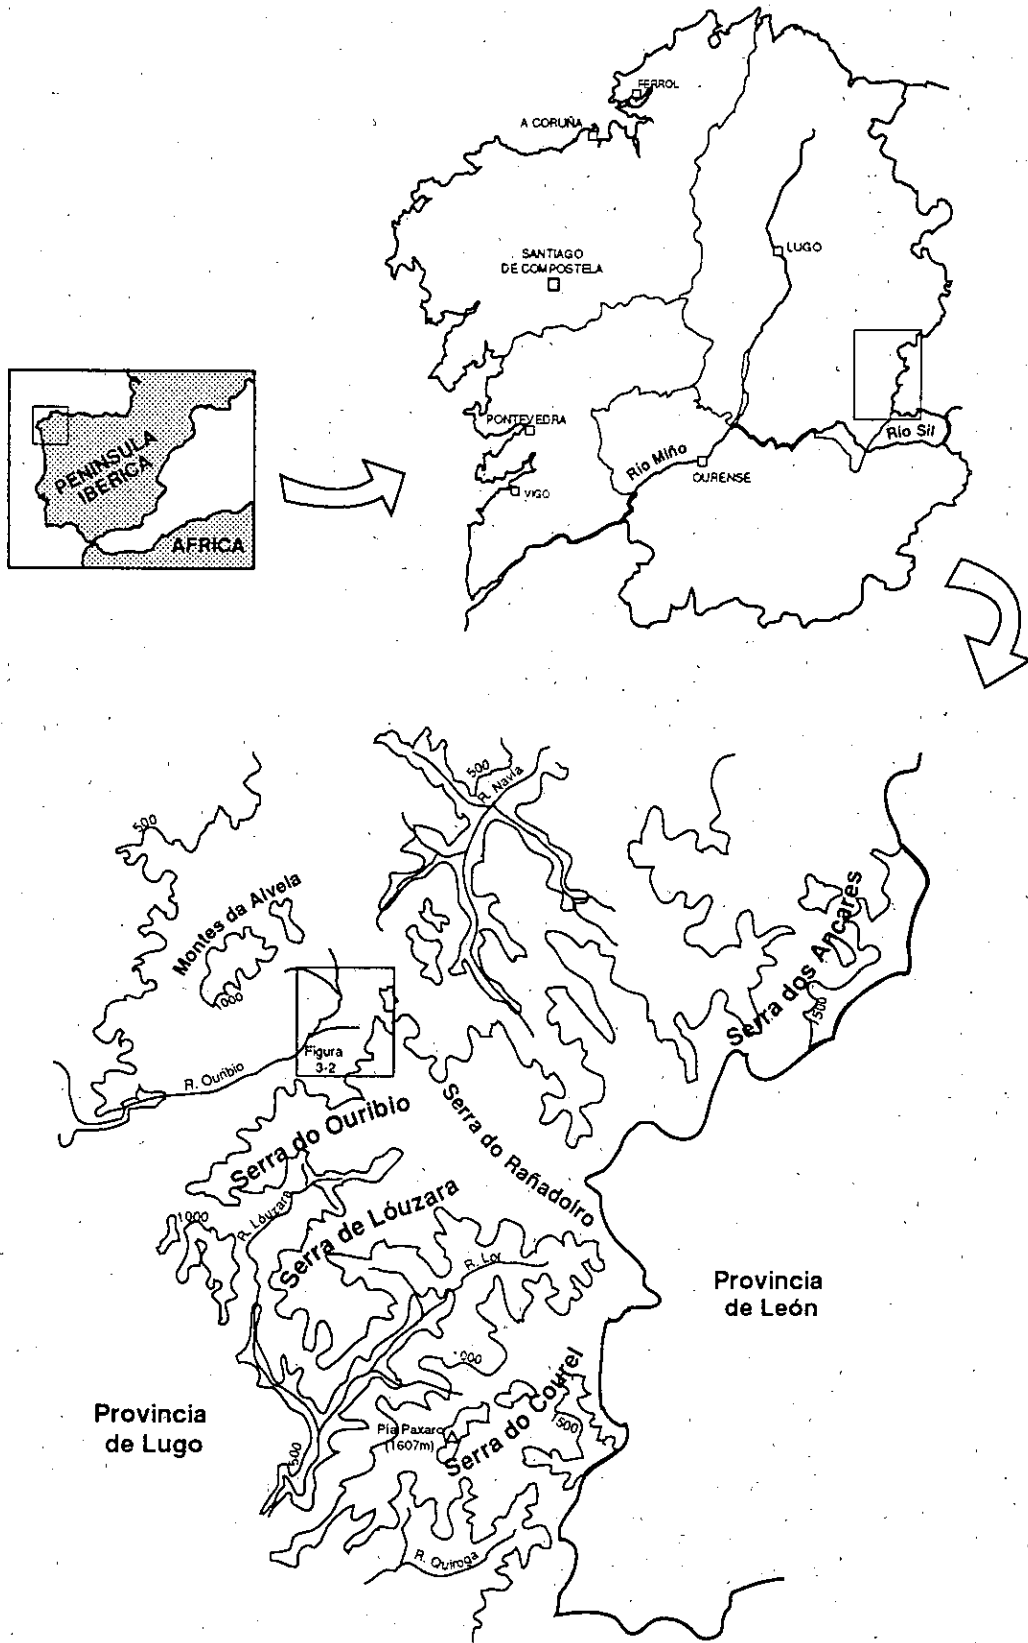 FERROL
A CORUÑA
LUGO
SANTIAGO
DE COMPOSTELA
PONTEVEDRA
Río Sil
Río Miño
OURENSE
VIGO
PENINSULA
IBERICA
AFRICA
500
R. Navia
500
Montes da Alvela
1000
Serra dos Ancares
1500
Figura
3-2
R. Ouribio
Serra do Ouribio
Serra do Rañadoiro
1000
R. Lóuzara
Serra de Lóuzara
R. Lor
Provincia
de León
000
Serra do Courel
1500
Provincia
de Lugo
Pía Paxaro
(1607m)
500
R. Quiroga